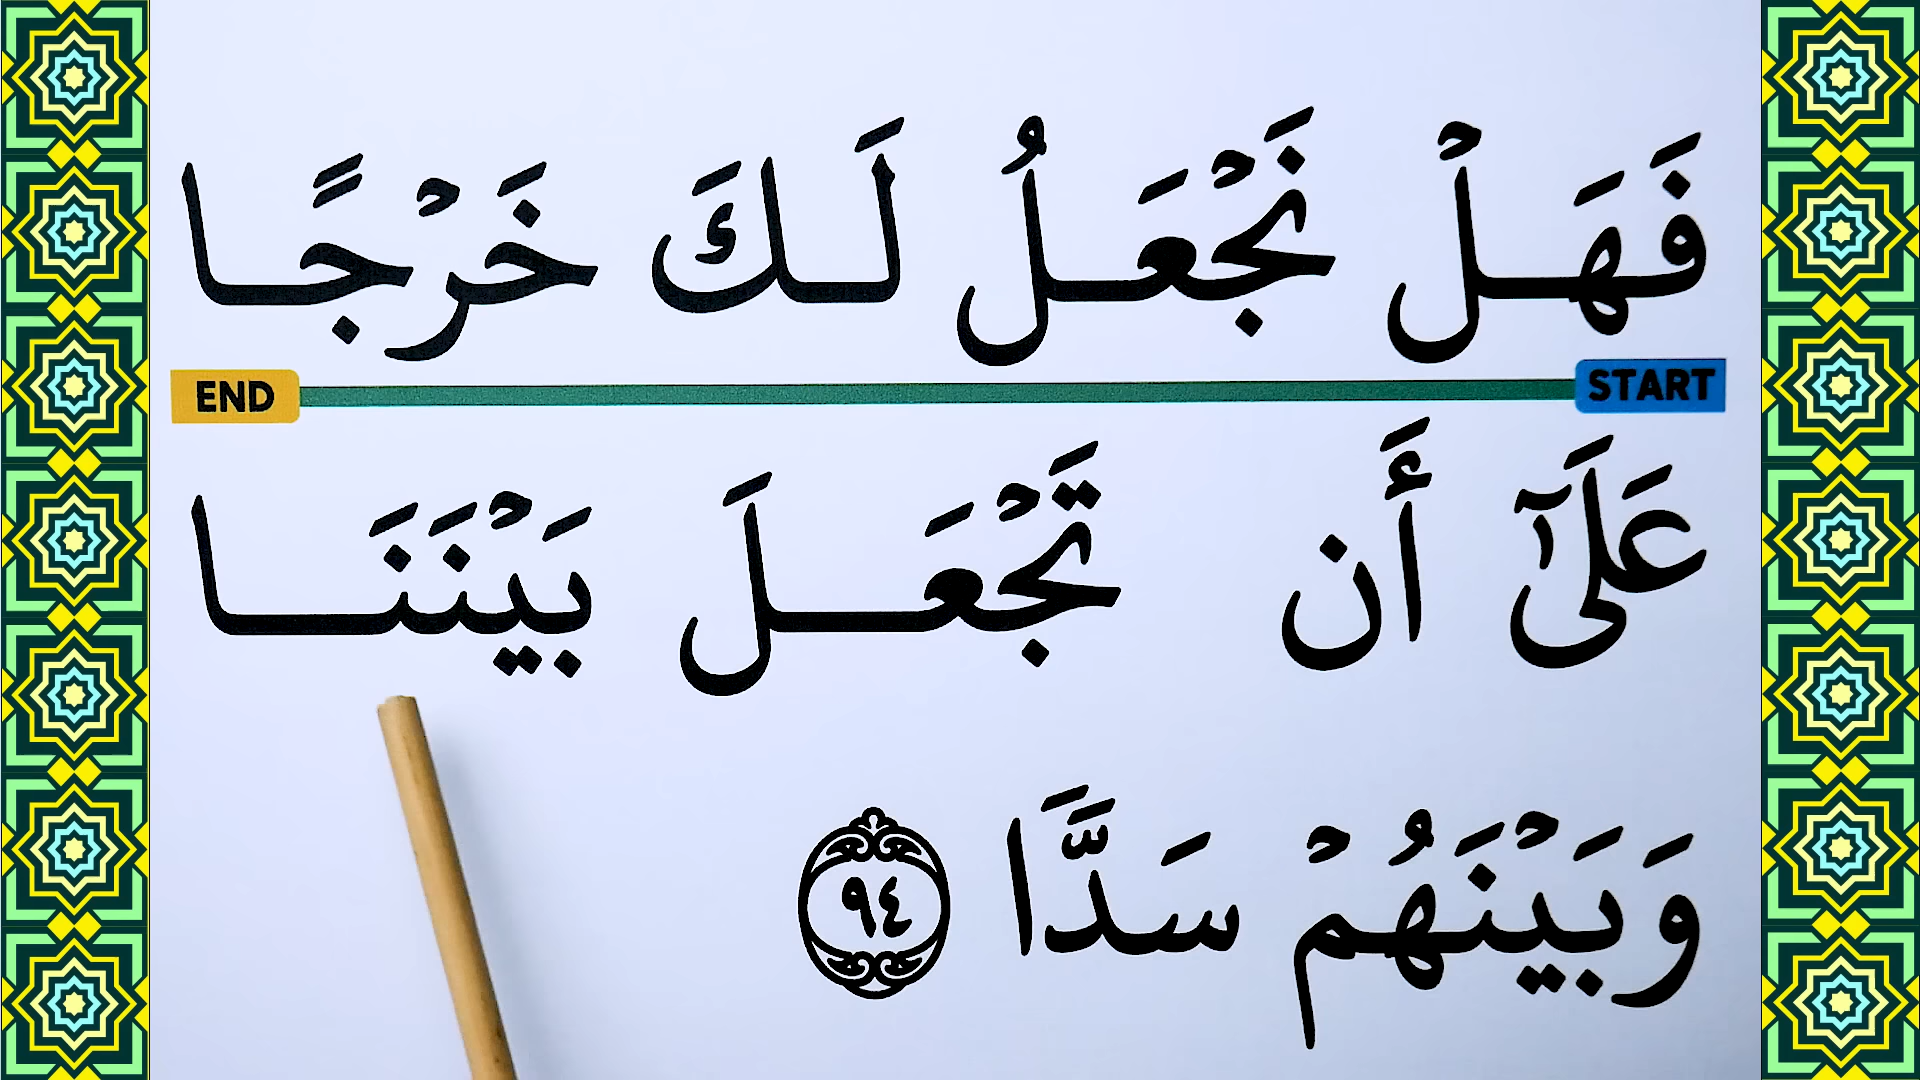 فَهَلْ نَجْعَلُ لَكَ خَرْجًا
END START
عَلَىٰٓ أَن تَجْعَلَ بَيْنَنَا
وَبَيْنَهُمْ سَدًّا ٩٤